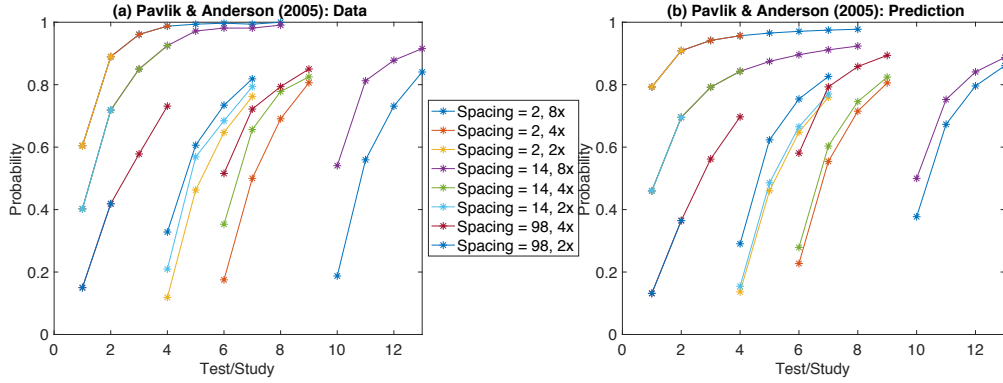 (a) Pavlik & Anderson (2005): Data
Probability
1
0.8
0.6
0.4
0.2
0
0 2 4 6 8 10 12
Test/Study
Spacing = 2, 8x
Spacing = 2, 4x
Spacing = 2, 2x
Spacing = 14, 8x
Spacing = 14, 4x
Spacing = 14, 2x
Spacing = 98, 4x
Spacing = 98, 2x
(b) Pavlik & Anderson (2005): Prediction
Probability
1
0.8
0.6
0.4
0.2
0
0 2 4 6 8 10 12
Test/Study